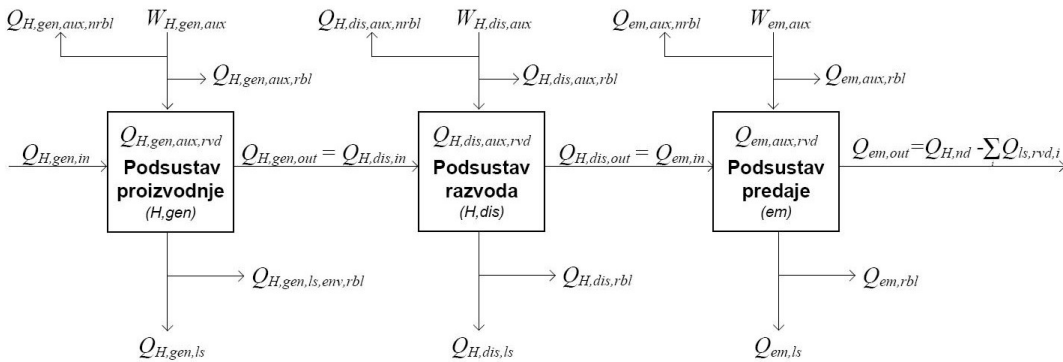 Q_{H,gen,aux,nrbl} W_{H,gen,aux} Q_{H,dis,aux,nrbl} W_{H,dis,aux} Q_{em,aux,nrbl} W_{em,aux}
Q_{H,gen,aux,rbl} Q_{H,dis,aux,rbl} Q_{em,aux,rbl}
Q_{H,gen,aux,rvd} Q_{H,dis,aux,rvd} Q_{em,aux,rvd}
Q_{H,gen,in} Q_{H,gen,out} = Q_{H,dis,in} Q_{H,dis,out} = Q_{em,in} Q_{em,out}=Q_{H,nd} -∑Q_{ls,rvd,i}
Podsustav Podsustav Podsustav
proizvodnje razvoda predaje
(H,gen) (H,dis) (em)
Q_{H,gen,ls,env,rbl} Q_{H,dis,rbl} Q_{em,rbl}
Q_{H,gen,ls} Q_{H,dis,ls} Q_{em,ls}